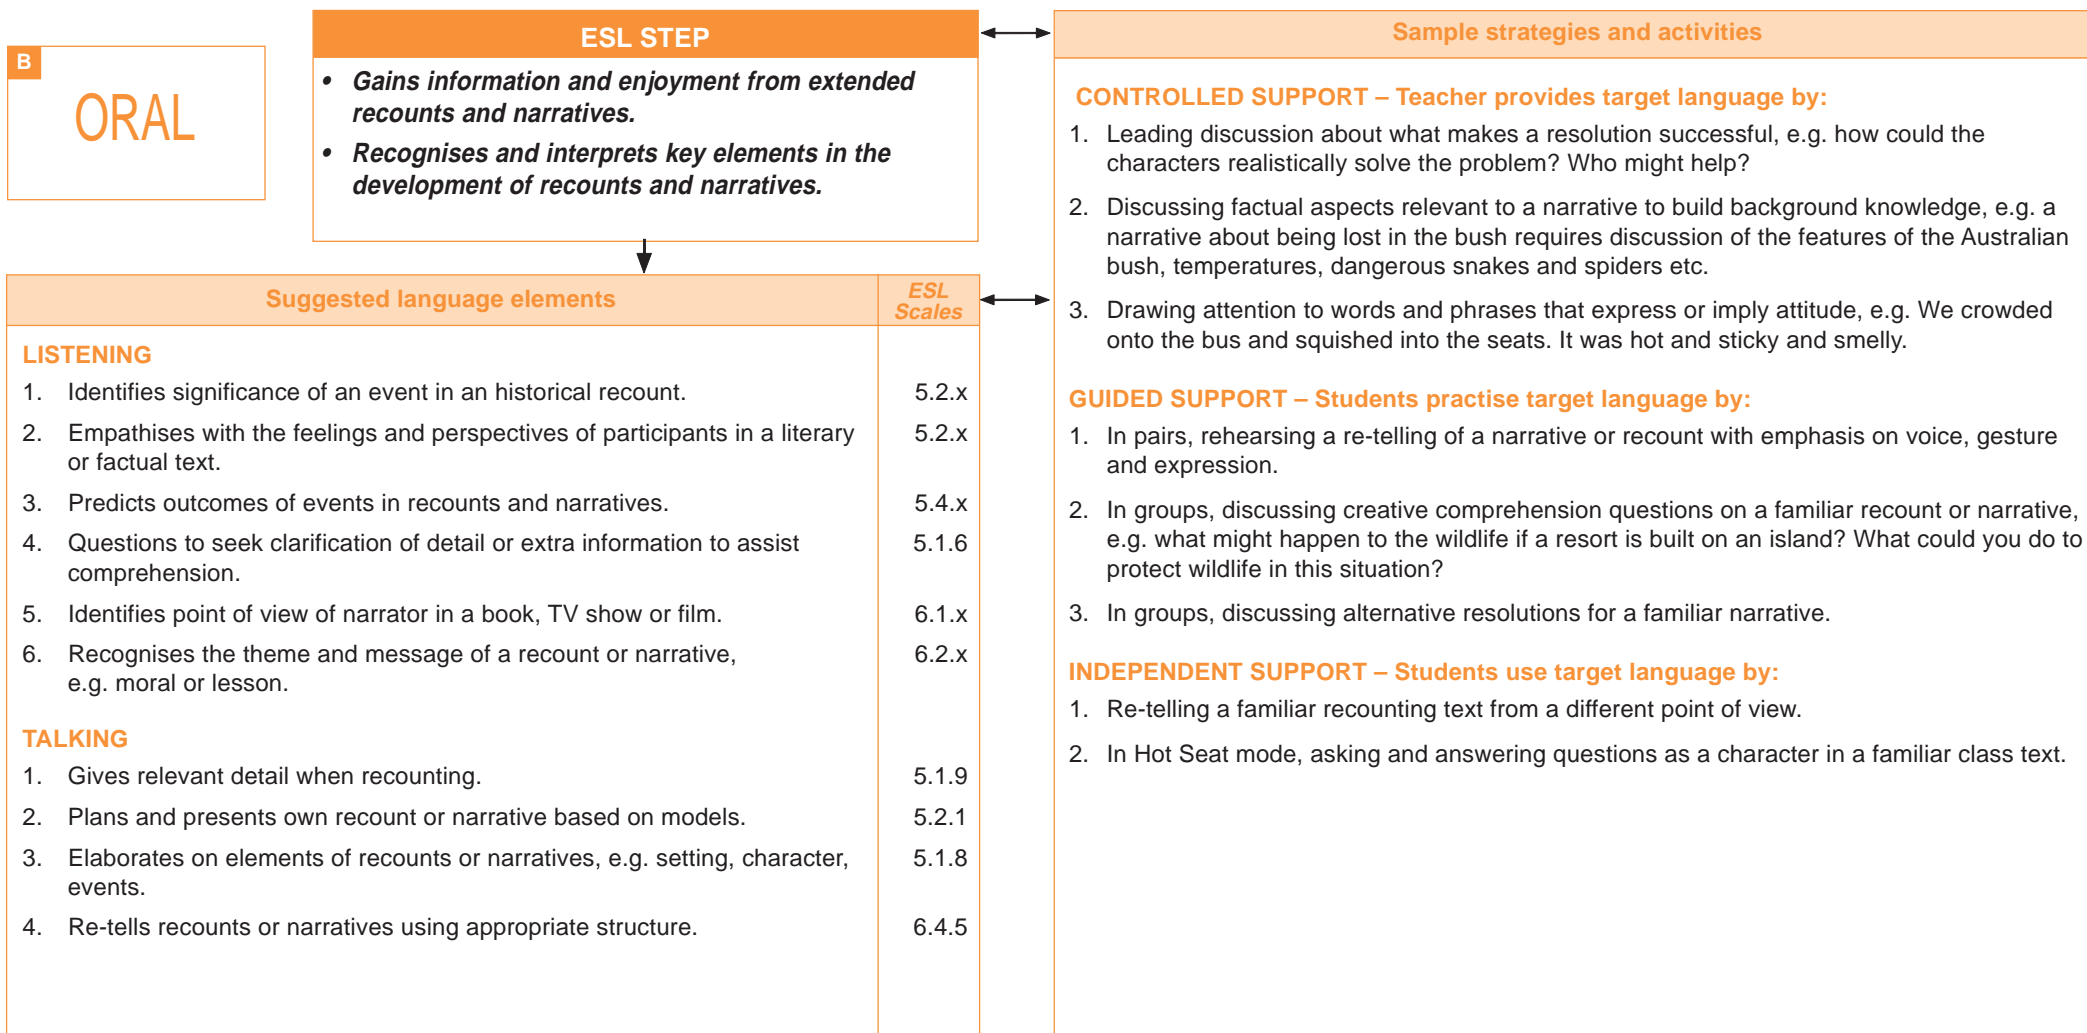 B
ORAL
ESL STEP
• Gains information and enjoyment from extended
recounts and narratives.
• Recognises and interprets key elements in the
development of recounts and narratives.
Suggested language elements
ESL
Scales
LISTENING
1. Identifies significance of an event in an historical recount. 5.2.x
2. Empathises with the feelings and perspectives of participants in a literary 5.2.x
or factual text.
3. Predicts outcomes of events in recounts and narratives. 5.4.x
4. Questions to seek clarification of detail or extra information to assist 5.1.6
comprehension.
5. Identifies point of view of narrator in a book, TV show or film. 6.1.x
6. Recognises the theme and message of a recount or narrative, 6.2.x
e.g. moral or lesson.
TALKING
1. Gives relevant detail when recounting. 5.1.9
2. Plans and presents own recount or narrative based on models. 5.2.1
3. Elaborates on elements of recounts or narratives, e.g. setting, character, 5.1.8
events.
4. Re-tells recounts or narratives using appropriate structure. 6.4.5
Sample strategies and activities
CONTROLLED SUPPORT – Teacher provides target language by:
1. Leading discussion about what makes a resolution successful, e.g. how could the
characters realistically solve the problem? Who might help?
2. Discussing factual aspects relevant to a narrative to build background knowledge, e.g. a
narrative about being lost in the bush requires discussion of the features of the Australian
bush, temperatures, dangerous snakes and spiders etc.
3. Drawing attention to words and phrases that express or imply attitude, e.g. We crowded
onto the bus and squished into the seats. It was hot and sticky and smelly.
GUIDED SUPPORT – Students practise target language by:
1. In pairs, rehearsing a re-telling of a narrative or recount with emphasis on voice, gesture
and expression.
2. In groups, discussing creative comprehension questions on a familiar recount or narrative,
e.g. what might happen to the wildlife if a resort is built on an island? What could you do to
protect wildlife in this situation?
3. In groups, discussing alternative resolutions for a familiar narrative.
INDEPENDENT SUPPORT – Students use target language by:
1. Re-telling a familiar recounting text from a different point of view.
2. In Hot Seat mode, asking and answering questions as a character in a familiar class text.